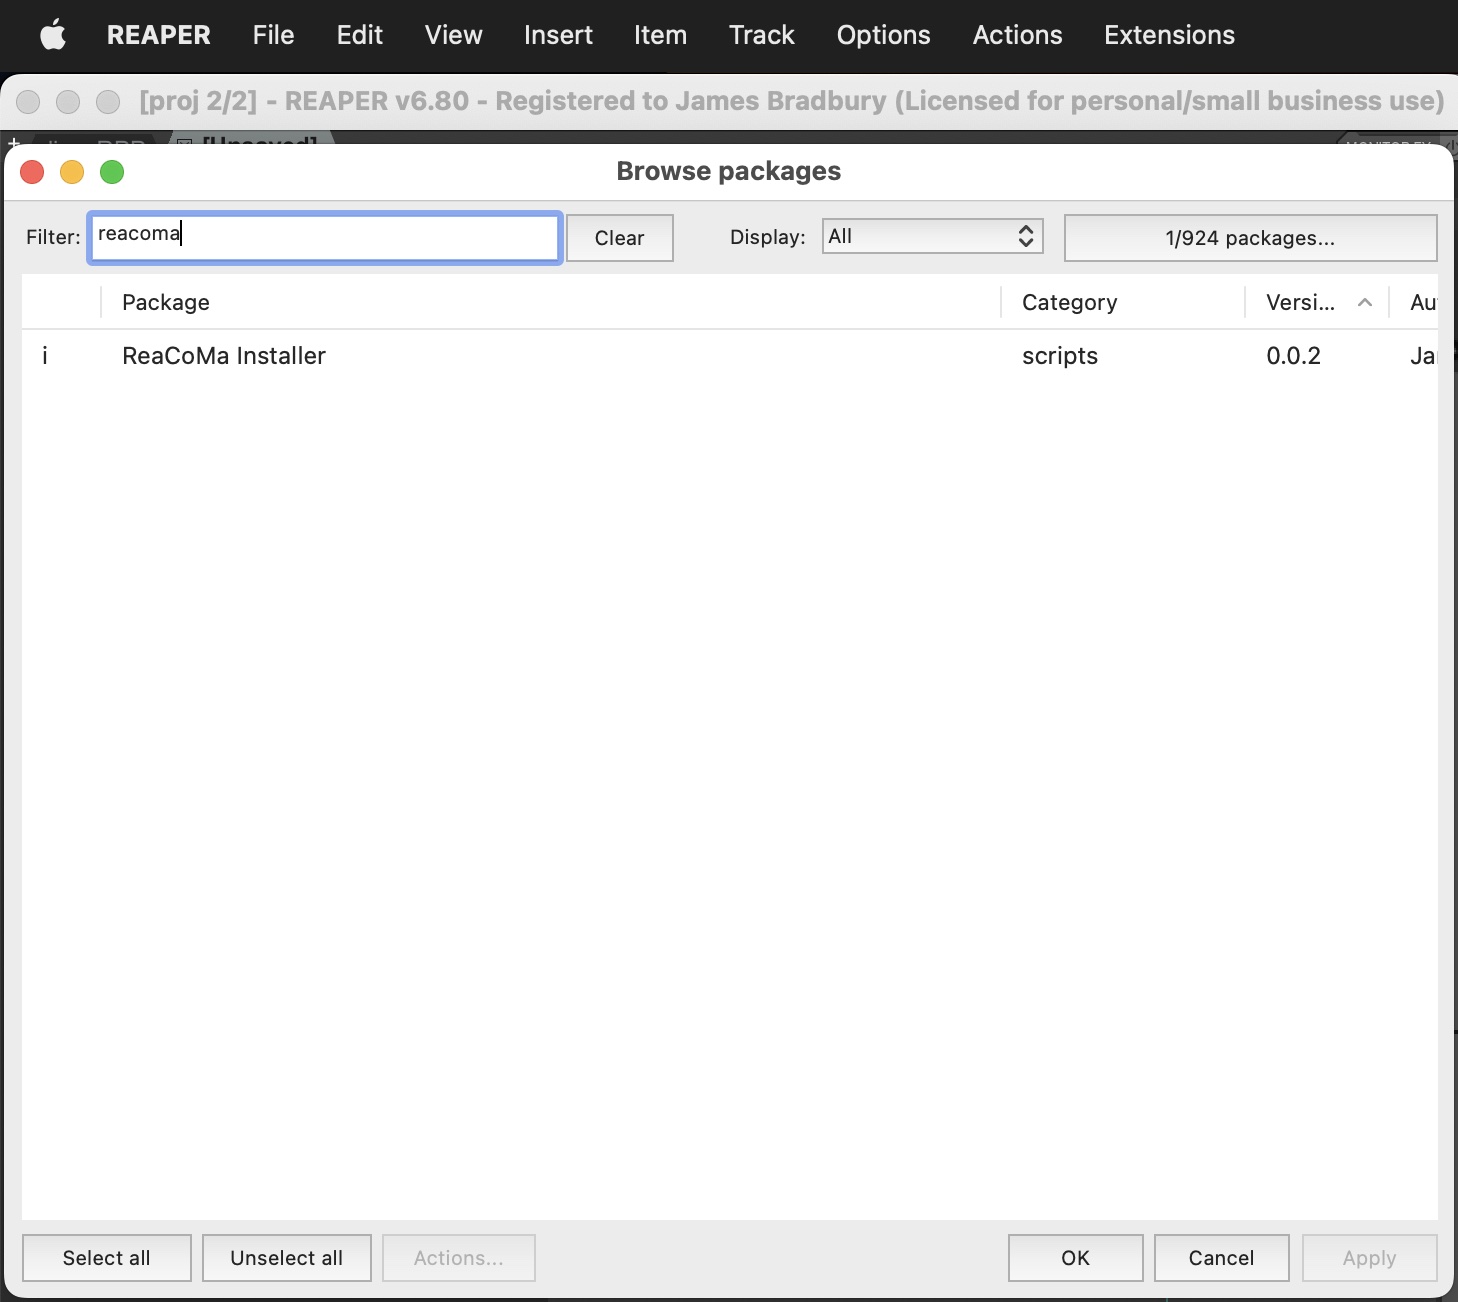 REAPER File Edit View Insert Item Track Options Actions Extensions
[proj 2/2] - REAPER v6.80 - Registered to James Bradbury (Licensed for personal/small business use)
[Unsaved]
Browse packages
Filter: reacoma Clear Display: All 1/924 packages...
Package Category Versi... Au
i ReaCoMa Installer scripts 0.0.2 Ja
Select all Unselect all Actions... OK Cancel Apply